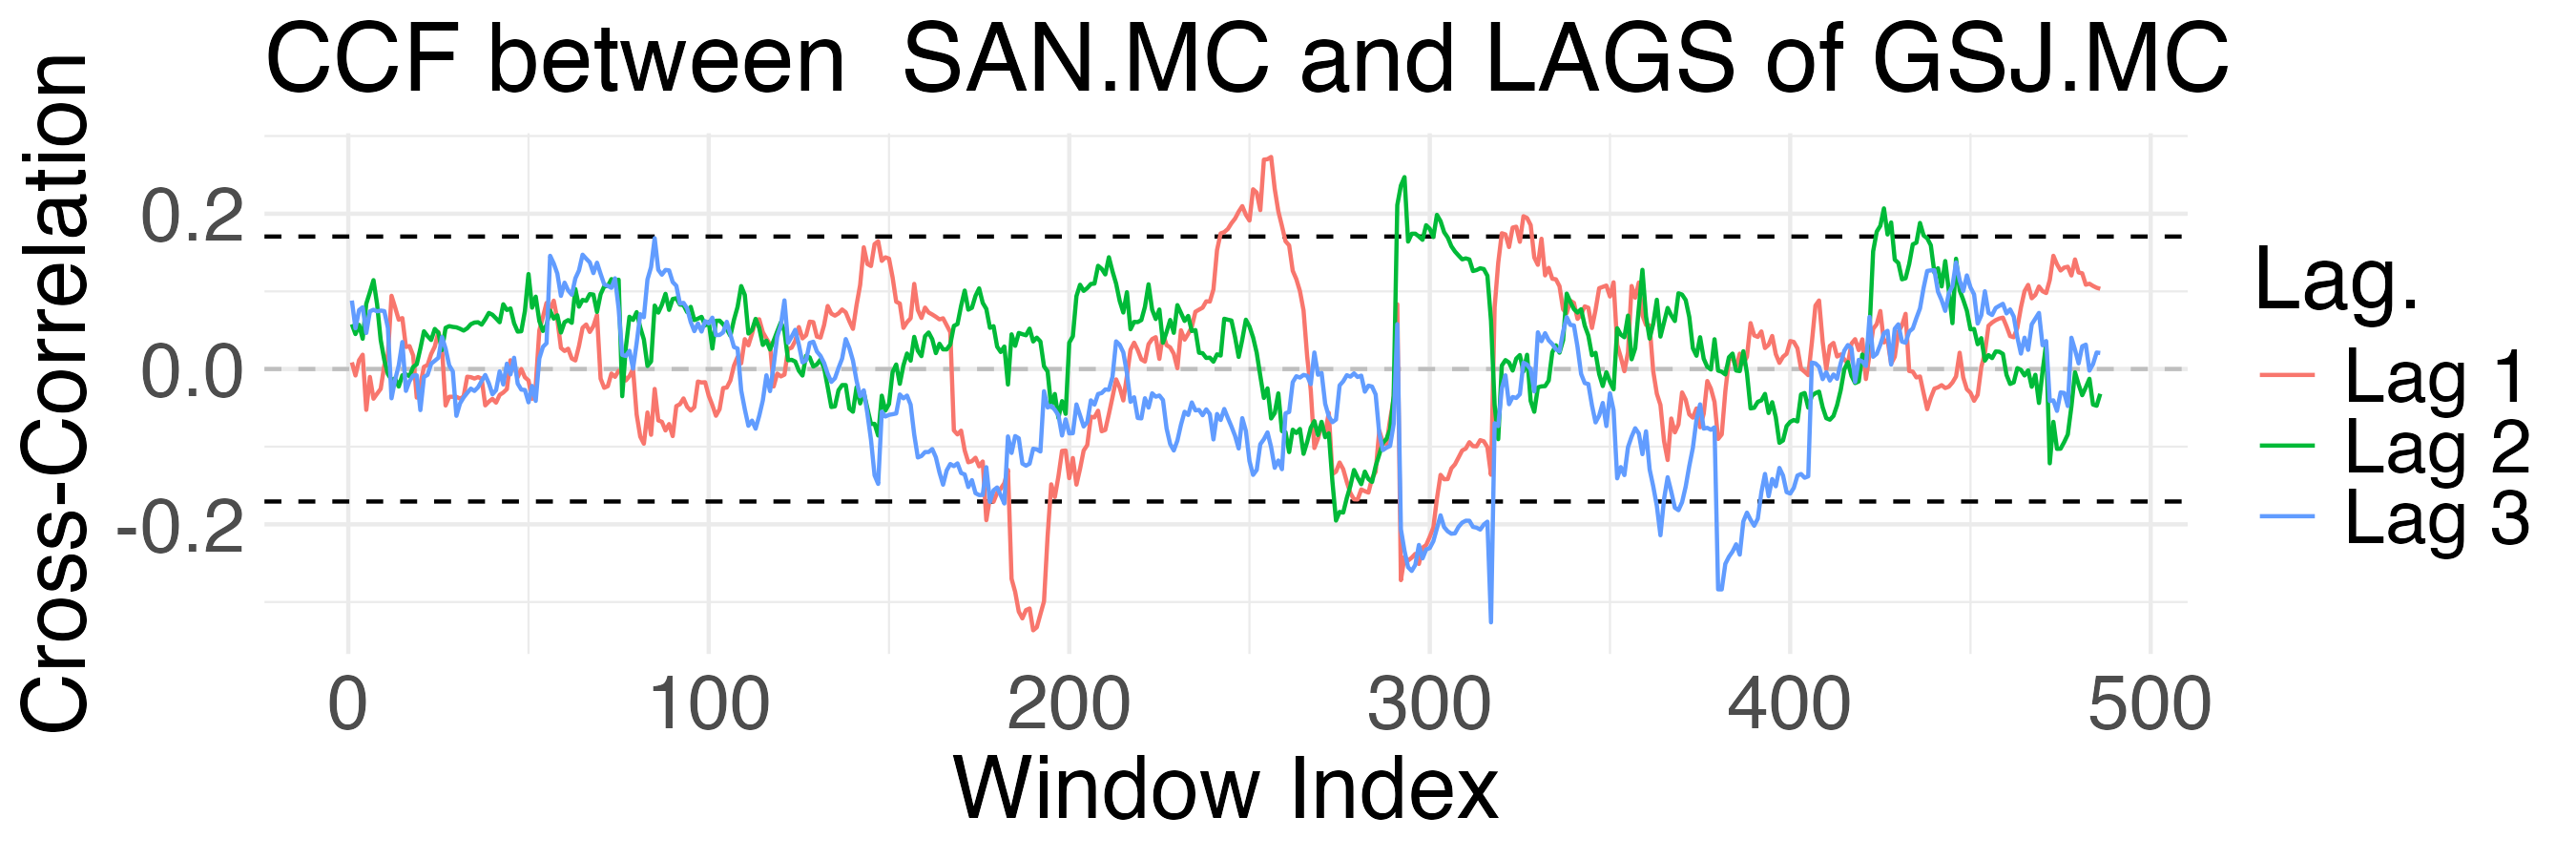 CCF between  SAN.MC and LAGS of GSJ.MC
Cross-Correlation
0.2
0.0
-0.2
0 100 200 300 400 500
Window Index
Lag.
Lag 1
Lag 2
Lag 3